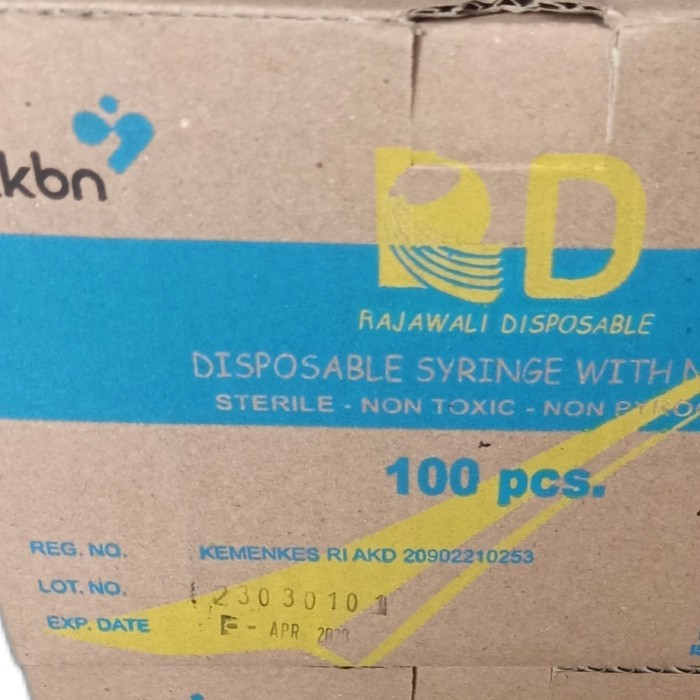 kbn
RD
RAJAWALI DISPOSABLE
DISPOSABLE SYRINGE WITH
STERILE - NON TOXIC - NON
100 pcs.
REG. NO. KEMENKES RI AKD 20902210253
LOT. NO. 23030101
EXP. DATE : E - APR